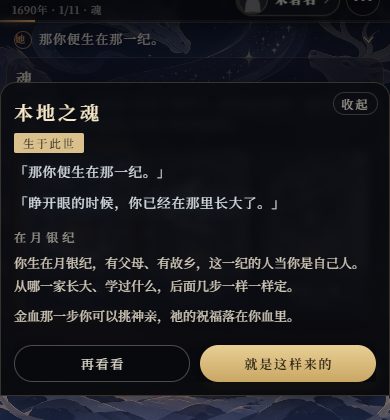 1690年 · 1/11 · 魂
她 那你便生在那一纪。
魂
收起
本地之魂
生于此世
「那你便生在那一纪。」
「睁开眼的时候，你已经在那里长大了。」
在月银纪
你生在月银纪，有父母、有故乡，这一纪的人当你是自己人。
从哪一家长大、学过什么，后面几步一样一样定。
金血那一步你可以挑神亲，祂的祝福落在你血里。
再看看
就是这样来的